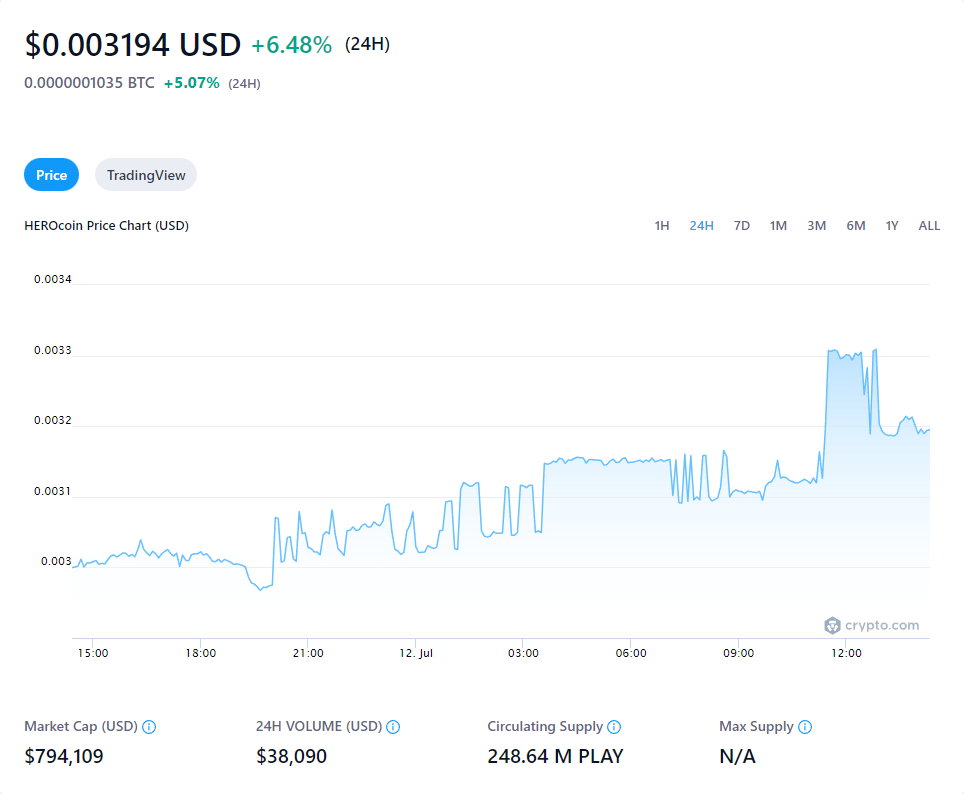 $0.003194 USD +6.48% (24H)
0.0000001035 BTC +5.07% (24H)
Price TradingView
HEROcoin Price Chart (USD) 1H 24H 7D 1M 3M 6M 1Y ALL
0.0034
0.0033
0.0032
0.0031
0.003
crypto.com
15:00 18:00 21:00 12. Jul 03:00 06:00 09:00 12:00
Market Cap (USD) 24H VOLUME (USD) Circulating Supply Max Supply
$794,109 $38,090 248.64 M PLAY N/A